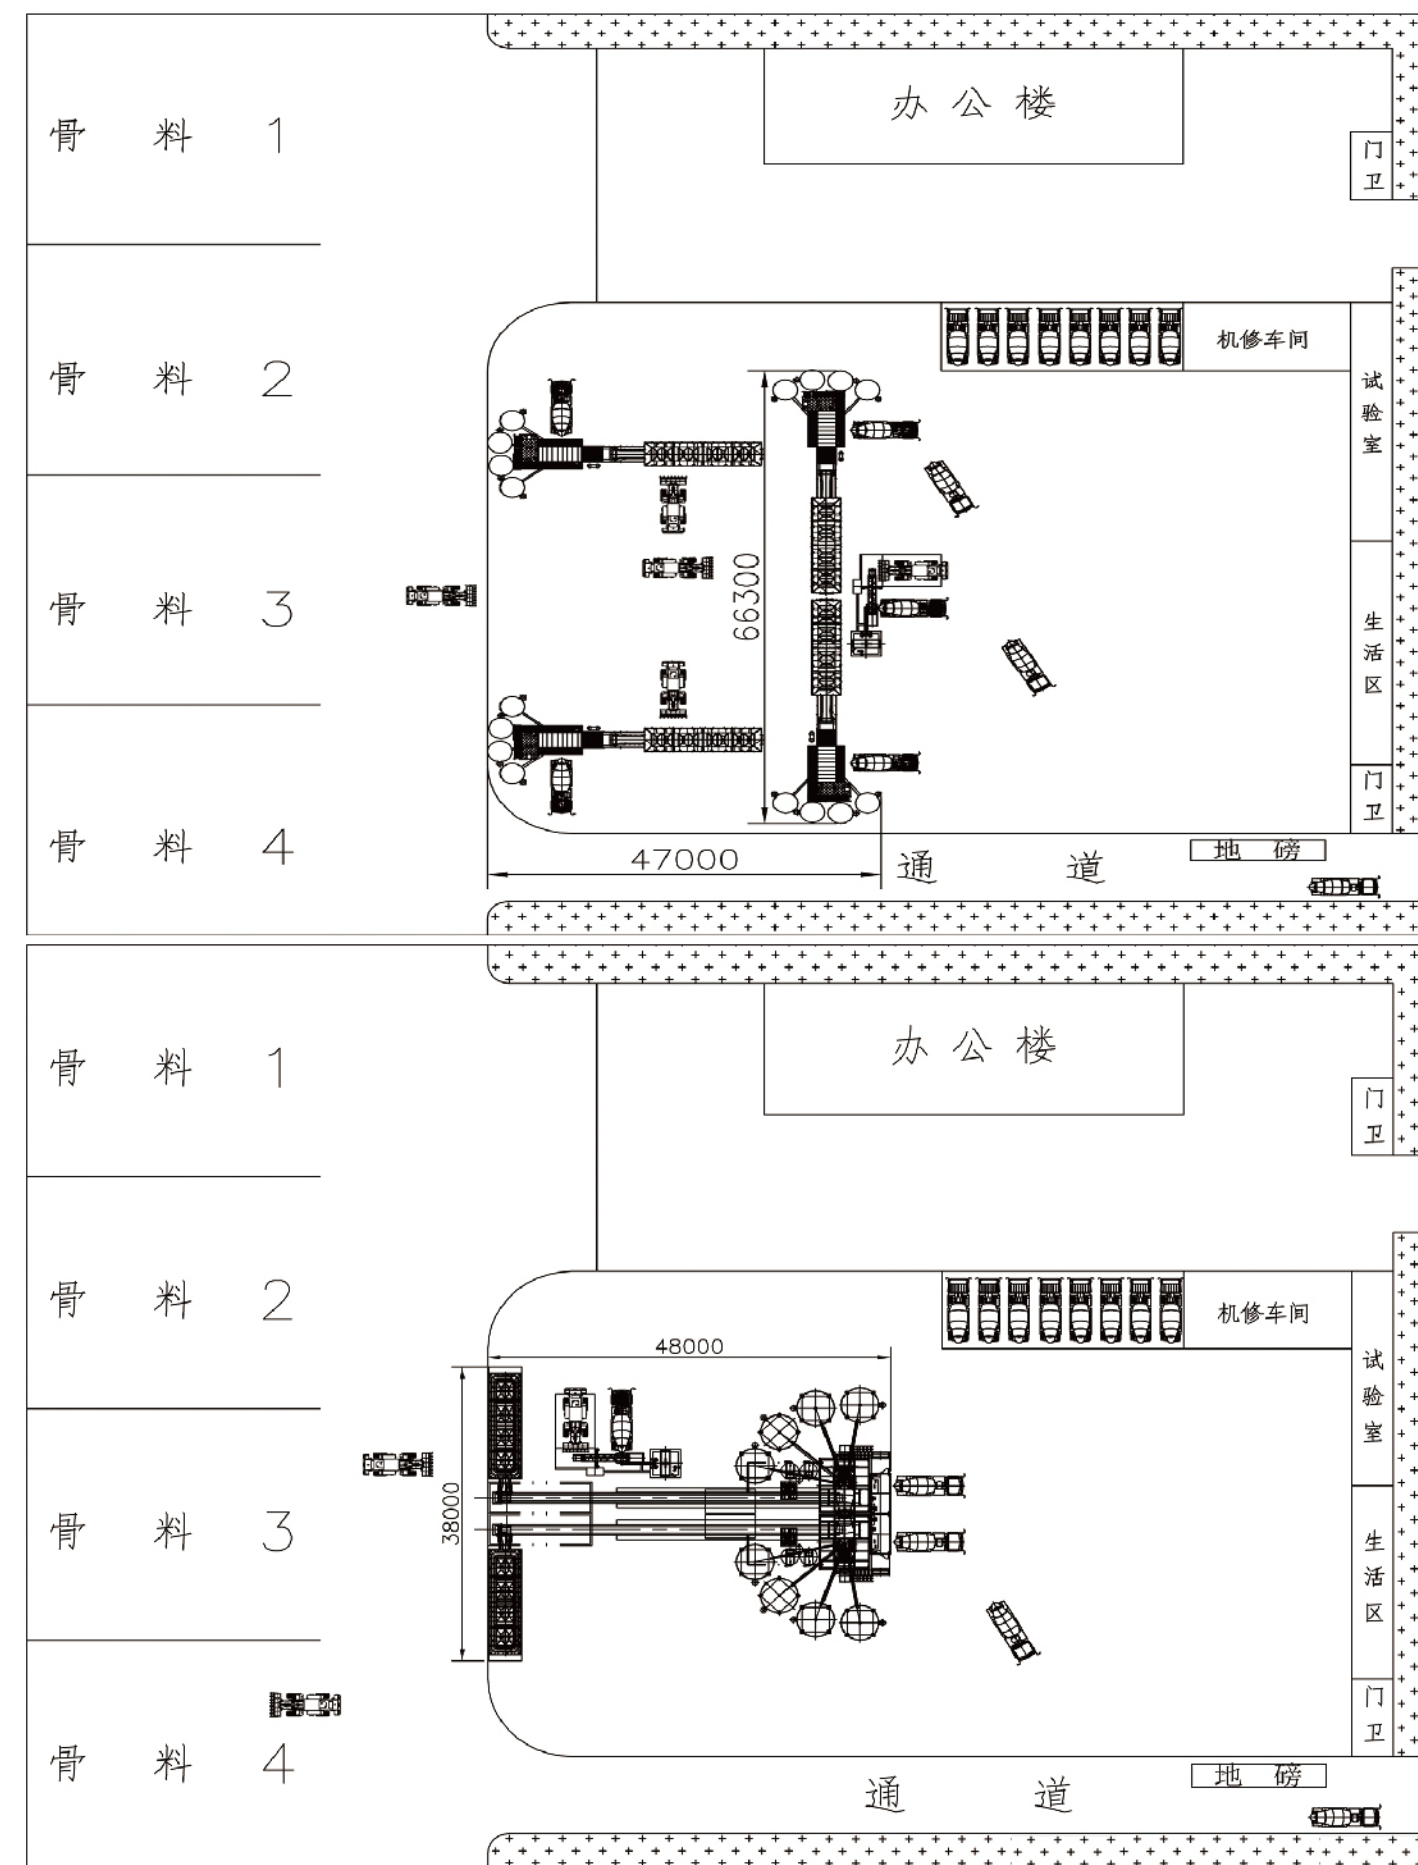 办公楼
骨料 1
门卫
机修车间
骨料 2
试验室
66300
骨料 3
生活区
门卫
骨料 4
47000
通道
地磅
办公楼
骨料 1
门卫
骨料 2
机修车间
48000
试验室
38000
骨料 3
生活区
门卫
骨料 4
地磅
通道